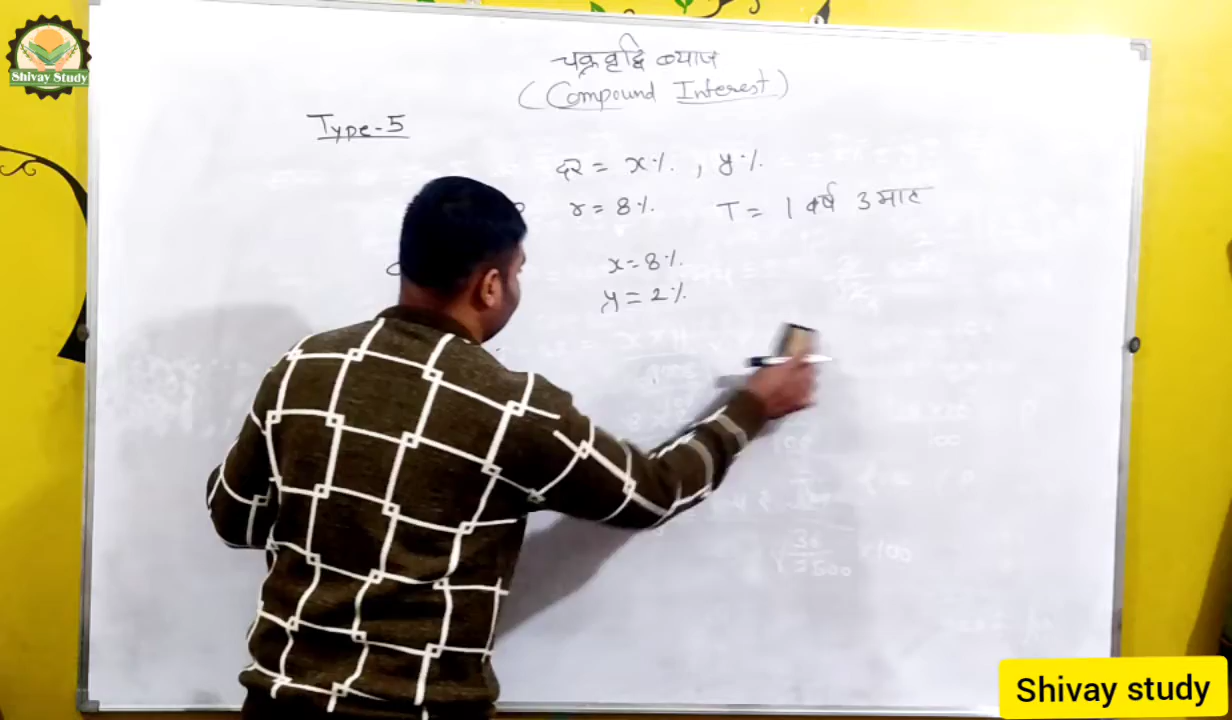 Shivay Study
चक्रवृद्धि ब्याज
(Compound Interest)
Type-5
दर = x%. , y%.
r = 8%. T = 1 वर्ष 3 माह
x = 8%.
y = 2%.
Shivay study